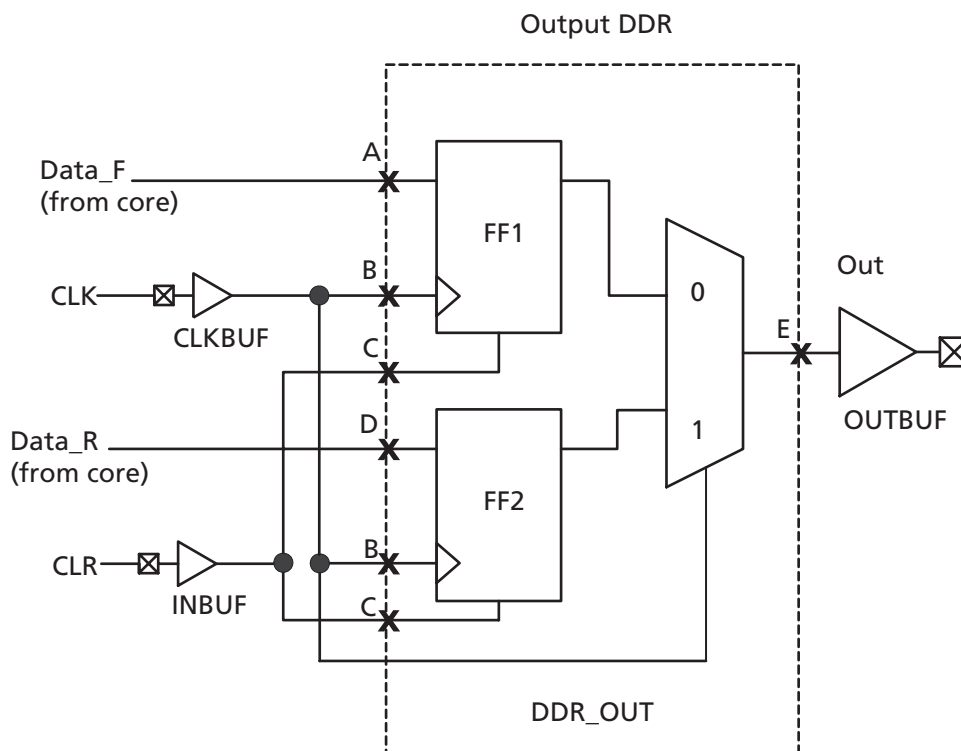 Output DDR
A
Data_F
(from core)
FF1
B
CLK
CLKBUF
0
Out
C
E
D
Data_R
(from core)
1
OUTBUF
FF2
B
CLR
INBUF
C
DDR_OUT